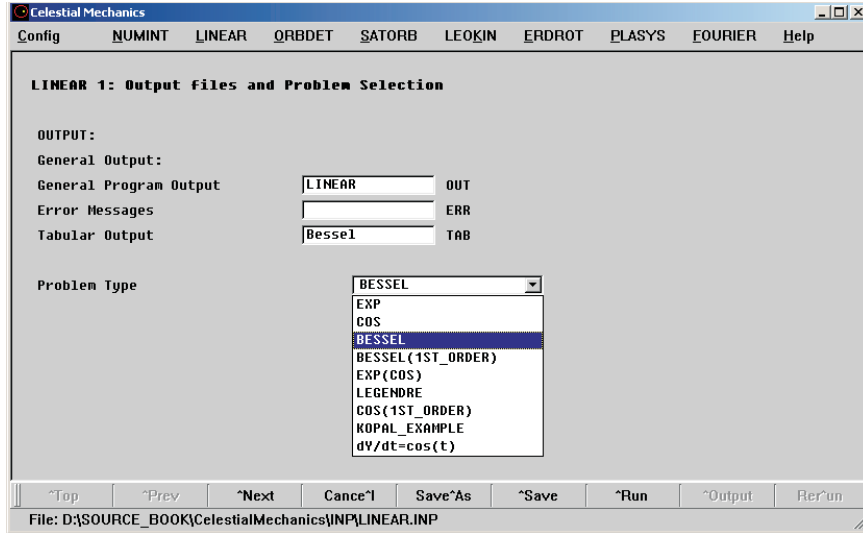 Celestial Mechanics
Config NUMINT LINEAR ORBDET SATORB LEOKIN ERDROT PLASYS FOURIER Help
LINEAR 1: Output files and Problem Selection
OUTPUT:
General Output:
General Program Output LINEAR OUT
Error Messages ERR
Tabular Output Bessel TAB
Problem Type BESSEL
EXP
COS
BESSEL
BESSEL(1ST_ORDER)
EXP(COS)
LEGENDRE
COS(1ST_ORDER)
KOPAL_EXAMPLE
dY/dt=cos(t)
^Top ^Prev ^Next Cance^l Save^As ^Save ^Run ^Output Rer^un
File: D:\SOURCE_BOOK\CelestialMechanics\INP\LINEAR.INP